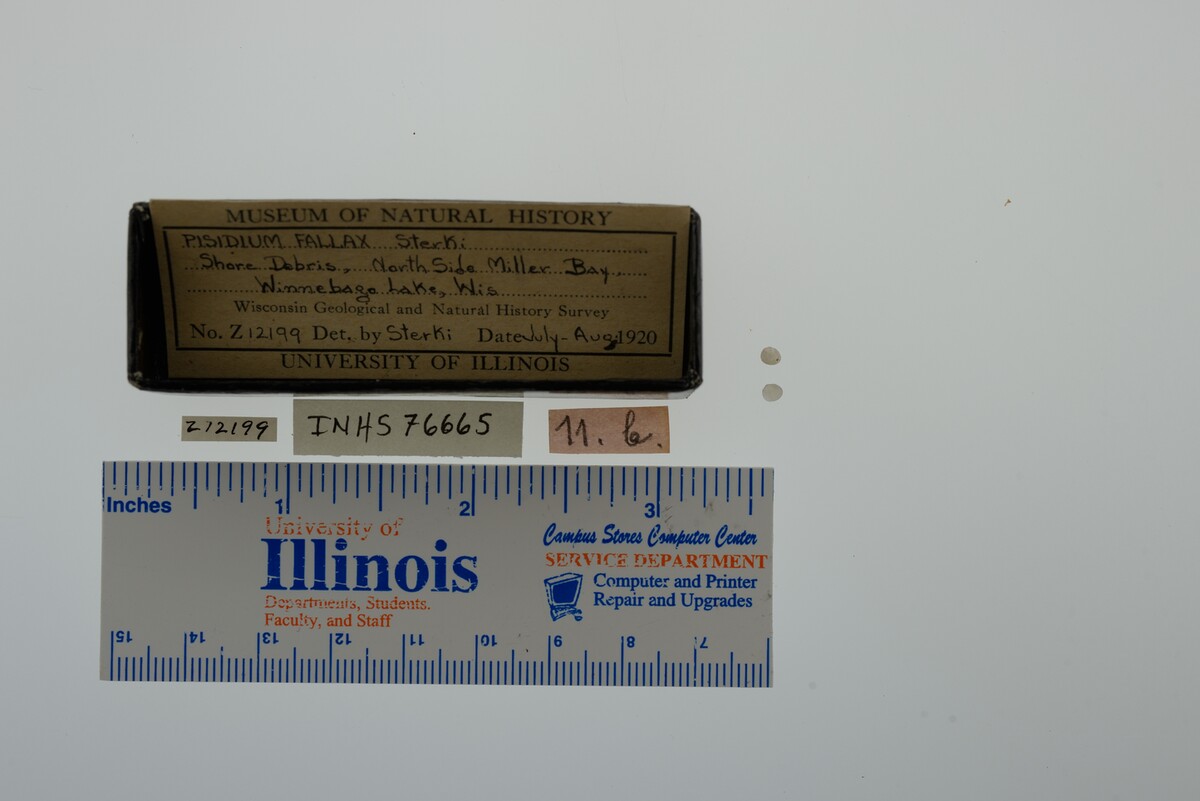 MUSEUM OF NATURAL HISTORY
PISIDIUM FALLAX Sterki
Shore Debris, North Side Miller Bay,
Winnebago Lake, Wis
Wisconsin Geological and Natural History Survey
No. Z12199 Det. by Sterki Date July-Aug. 1920
UNIVERSITY OF ILLINOIS
Z12199
INHS 76665
11. b.
Inches 1 2 3
University of
Illinois
Departments, Students,
Faculty, and Staff
Campus Stores Computer Center
SERVICE DEPARTMENT
Computer and Printer
Repair and Upgrades
15 14 13 12 11 10 9 8 7